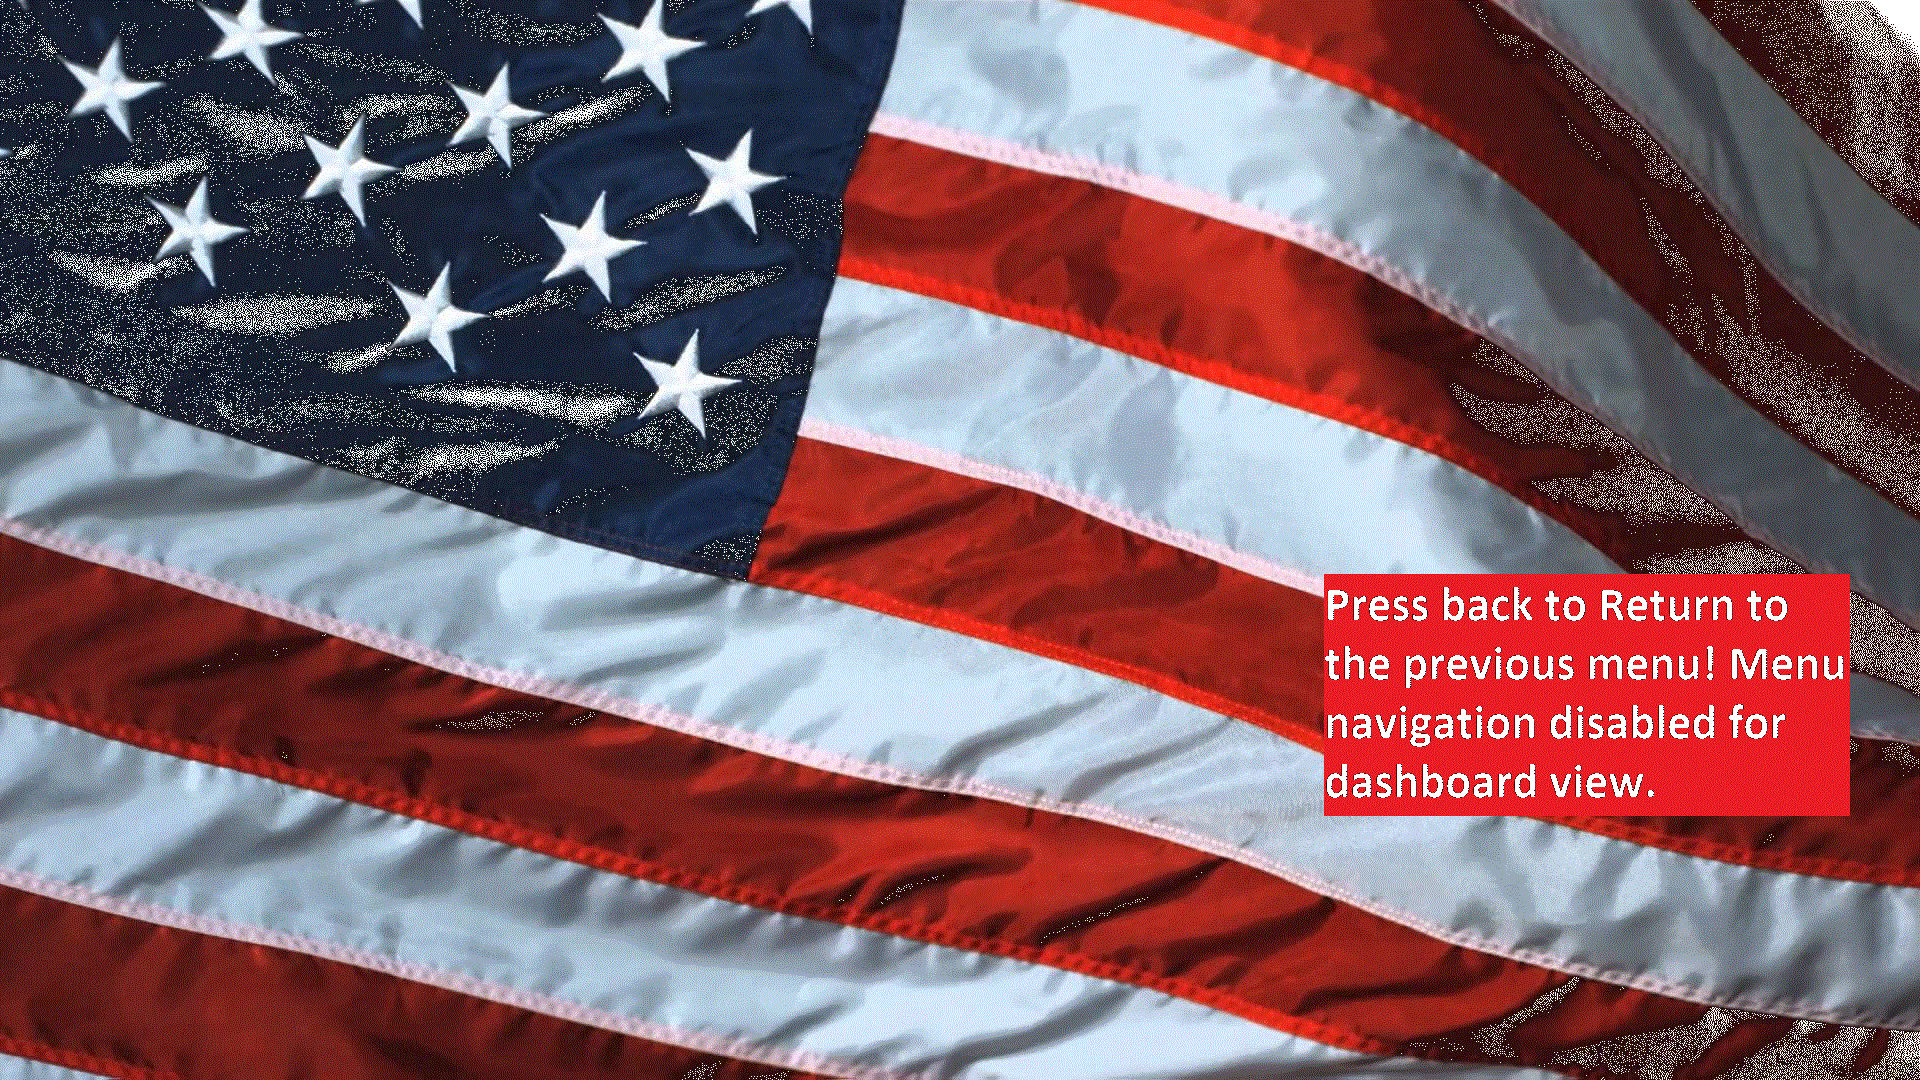 Press back to Return to
the previous menu! Menu
navigation disabled for
dashboard view.